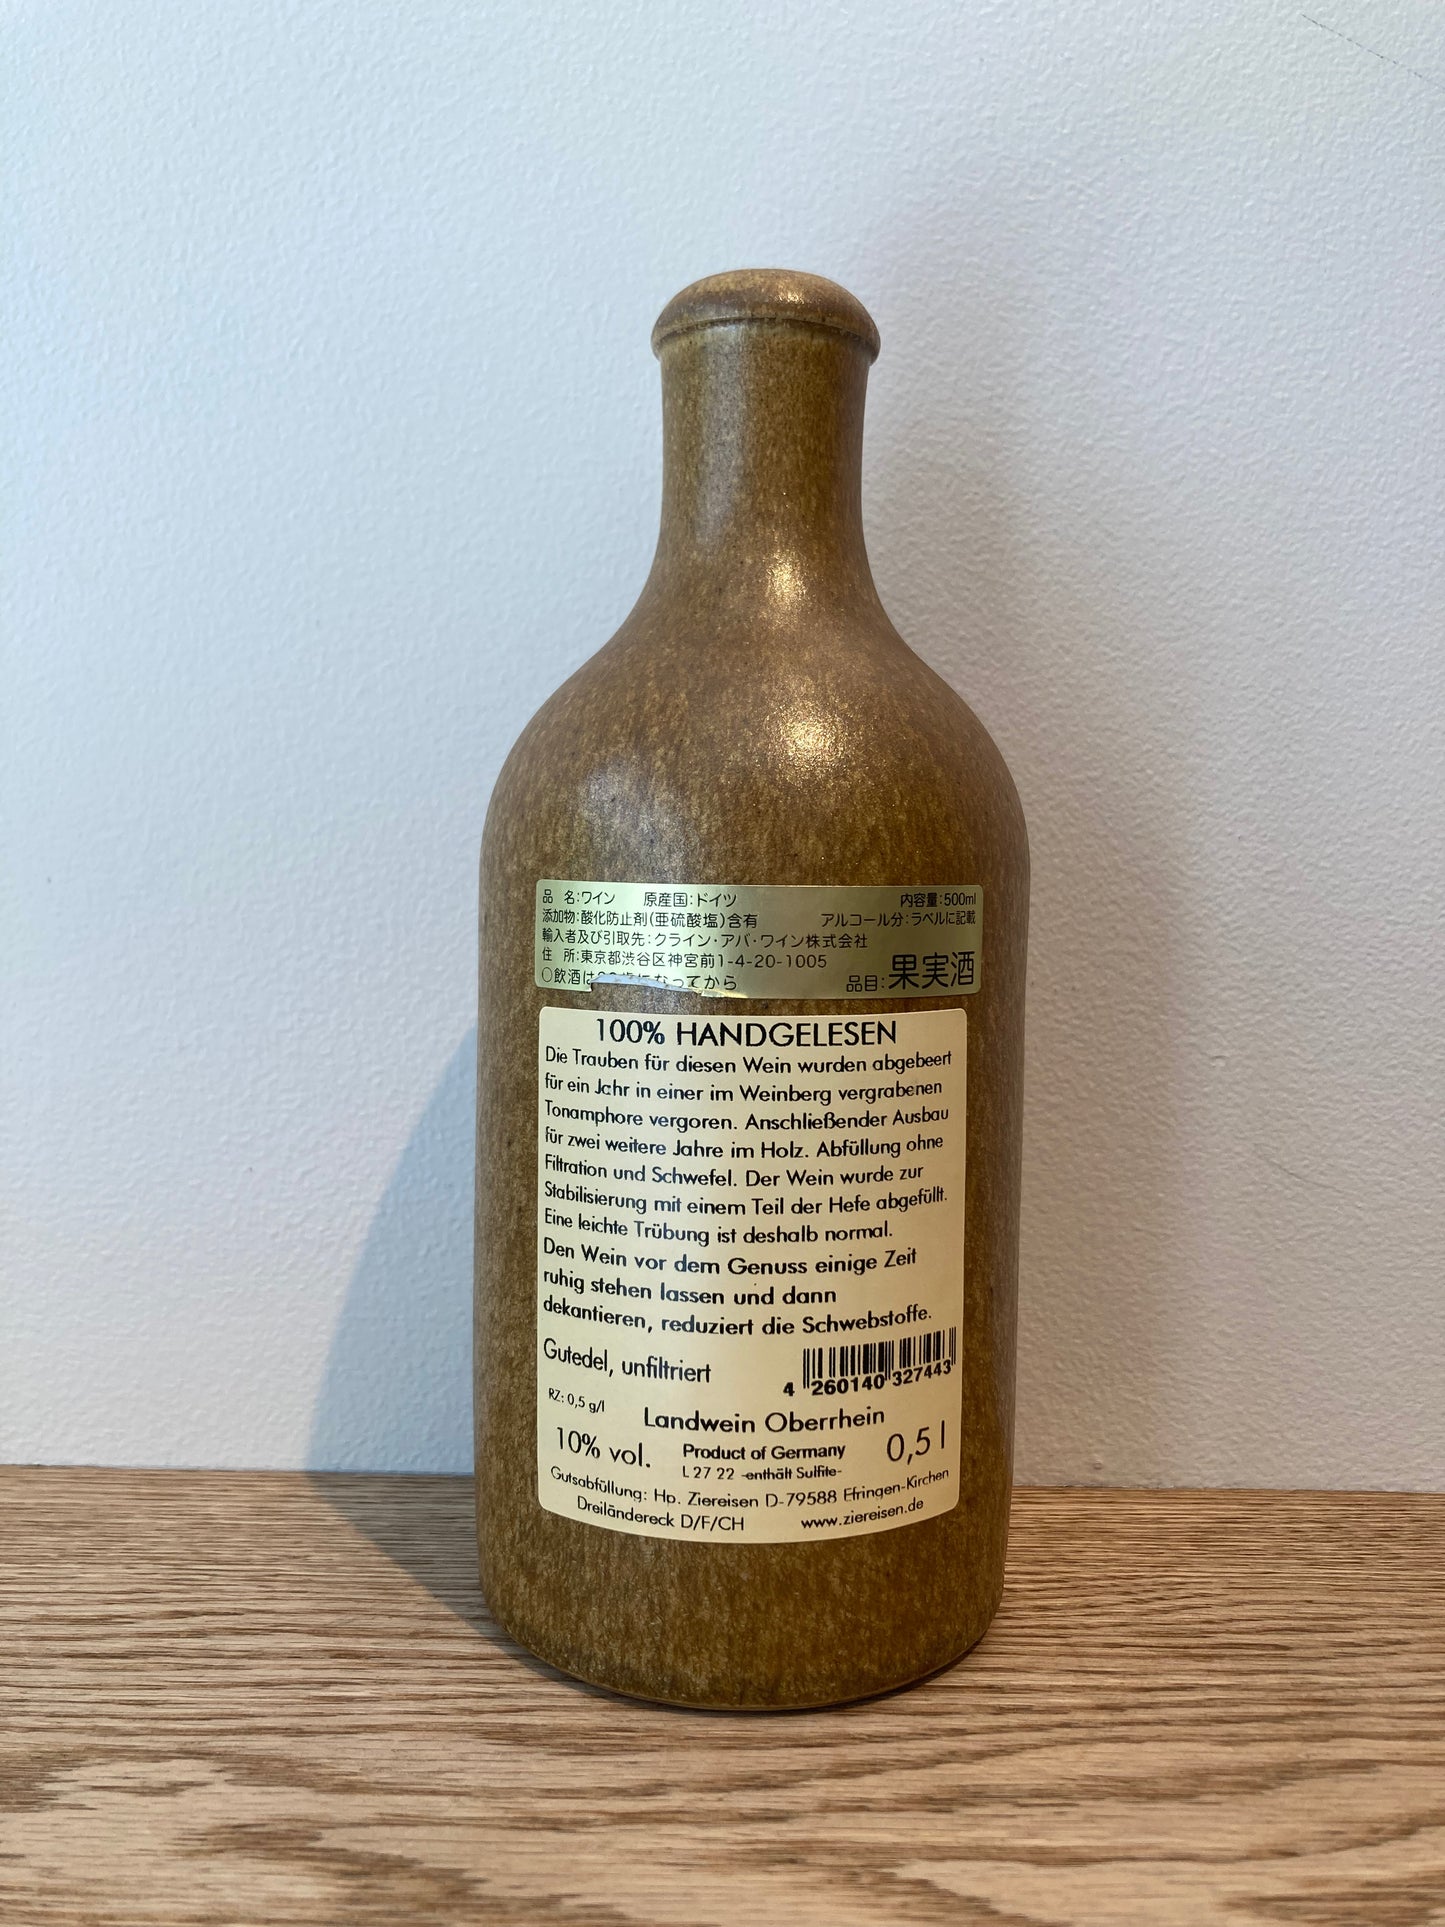 品 名:ワイン 原産国:ドイツ 内容量:500ml
添加物:酸化防止剤(亜硫酸塩)含有 アルコール分:ラベルに記載
輸入者及び引取先:クライン・アバ・ワイン株式会社
住 所:東京都渋谷区神宮前1-4-20-1005
○飲酒は になってから 品目:果実酒
100% HANDGELESEN
Die Trauben für diesen Wein wurden abgebeert
für ein Jahr in einer im Weinberg vergrabenen
Tonamphore vergoren. Anschließender Ausbau
für zwei weitere Jahre im Holz. Abfüllung ohne
Filtration und Schwefel. Der Wein wurde zur
Stabilisierung mit einem Teil der Hefe abgefüllt.
Eine leichte Trübung ist deshalb normal.
Den Wein vor dem Genuss einige Zeit
ruhig stehen lassen und dann
dekantieren, reduziert die Schwebstoffe.
Gutedel, unfiltriert
4 260140 327443
RZ: 0,5 g/l
Landwein Oberrhein
10% vol. Product of Germany 0,5 l
L 27 22 -enthält Sulfite-
Gutsabfüllung: Hp. Ziereisen D-79588 Efringen-Kirchen
Dreiländereck D/F/CH www.ziereisen.de